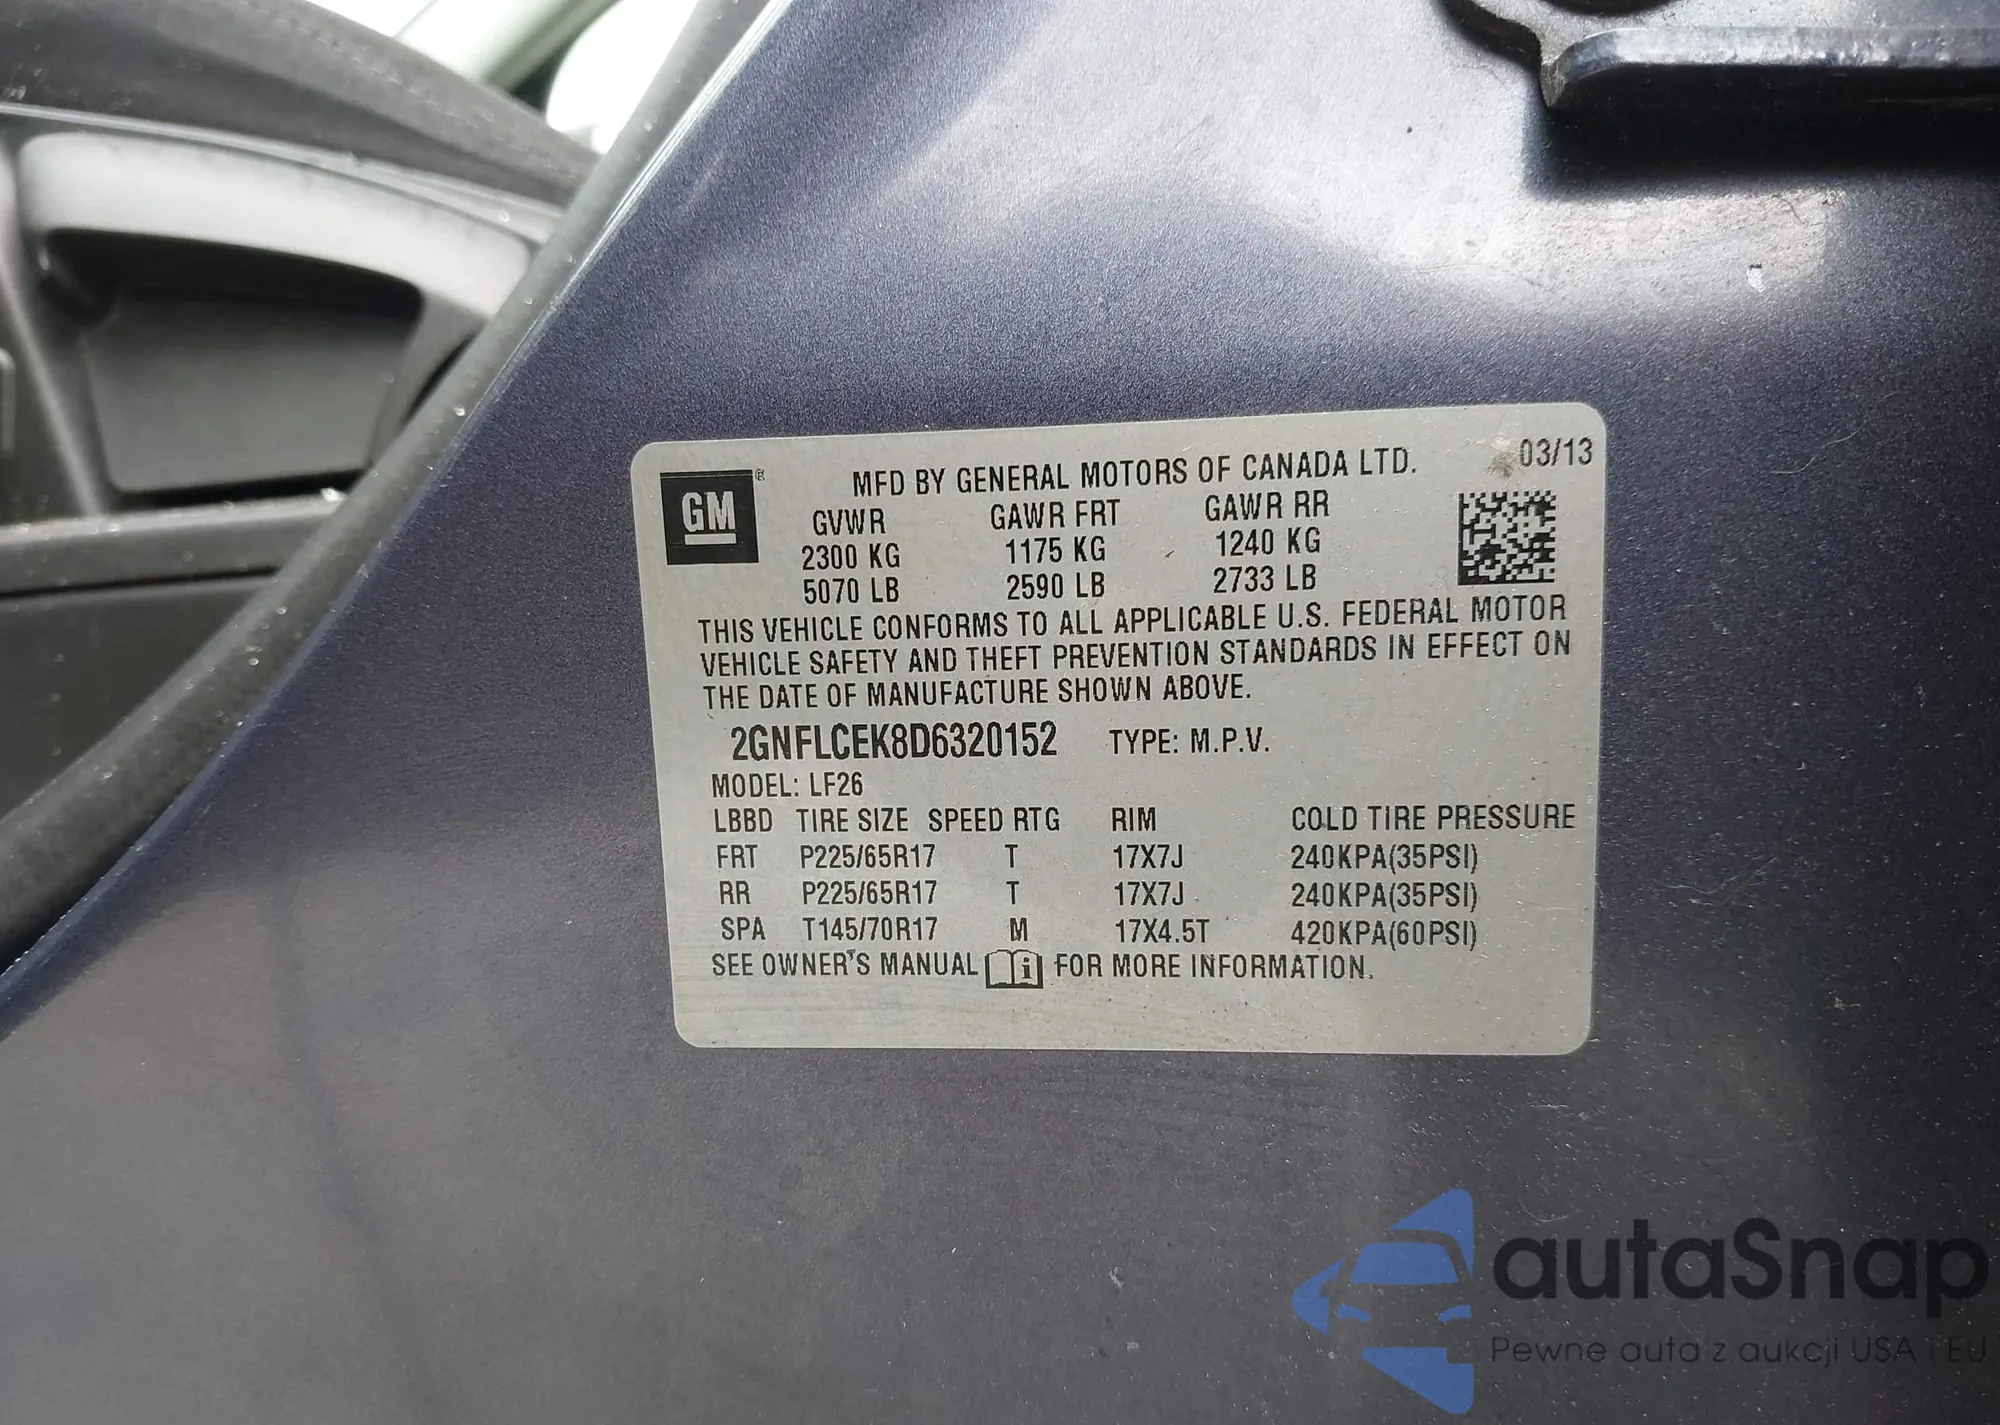 MFD BY GENERAL MOTORS OF CANADA LTD. 03/13
GM ®
GVWR GAWR FRT GAWR RR
2300 KG 1175 KG 1240 KG
5070 LB 2590 LB 2733 LB
THIS VEHICLE CONFORMS TO ALL APPLICABLE U.S. FEDERAL MOTOR
VEHICLE SAFETY AND THEFT PREVENTION STANDARDS IN EFFECT ON
THE DATE OF MANUFACTURE SHOWN ABOVE.
2GNFLCEK8D6320152 TYPE: M.P.V.
MODEL: LF26
LBBD TIRE SIZE SPEED RTG RIM COLD TIRE PRESSURE
FRT P225/65R17 T 17X7J 240KPA(35PSI)
RR P225/65R17 T 17X7J 240KPA(35PSI)
SPA T145/70R17 M 17X4.5T 420KPA(60PSI)
SEE OWNER'S MANUAL i FOR MORE INFORMATION.
autaSnap
Pewne auta z aukcji USA i EU